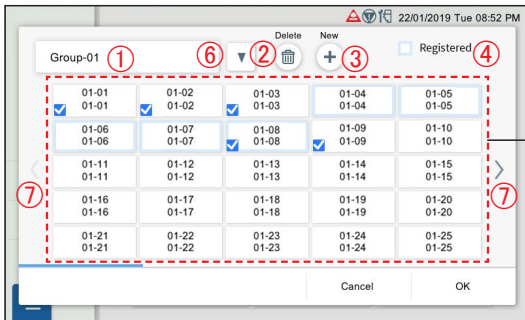 22/01/2019 Tue 08:52 PM
Delete New
Group-01 ① ⑥ ② ③ Registered ④
01-01 01-02 01-03 01-04 01-05
01-01 01-02 01-03 01-04 01-05
01-06 01-07 01-08 01-09 01-10
01-06 01-07 01-08 01-09 01-10
01-11 01-12 01-13 01-14 01-15
01-11 01-12 01-13 01-14 01-15
⑦ ⑦
01-16 01-17 01-18 01-19 01-20
01-16 01-17 01-18 01-19 01-20
01-21 01-22 01-23 01-24 01-25
01-21 01-22 01-23 01-24 01-25
Cancel OK